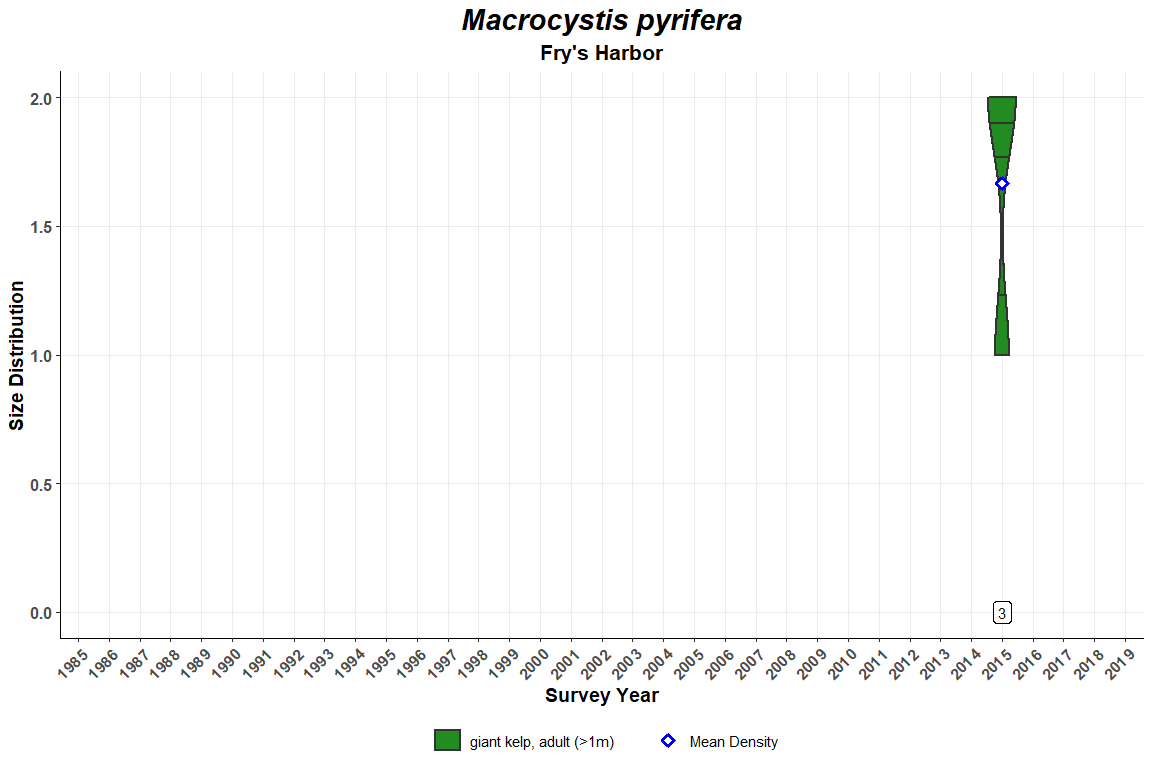 Macrocystis pyrifera
Fry's Harbor
Size Distribution
2.0
1.5
1.0
0.5
0.0
3
1985 1986 1987 1988 1989 1990 1991 1992 1993 1994 1995 1996 1997 1998 1999 2000 2001 2002 2003 2004 2005 2006 2007 2008 2009 2010 2011 2012 2013 2014 2015 2016 2017 2018 2019
Survey Year
giant kelp, adult (>1m) Mean Density